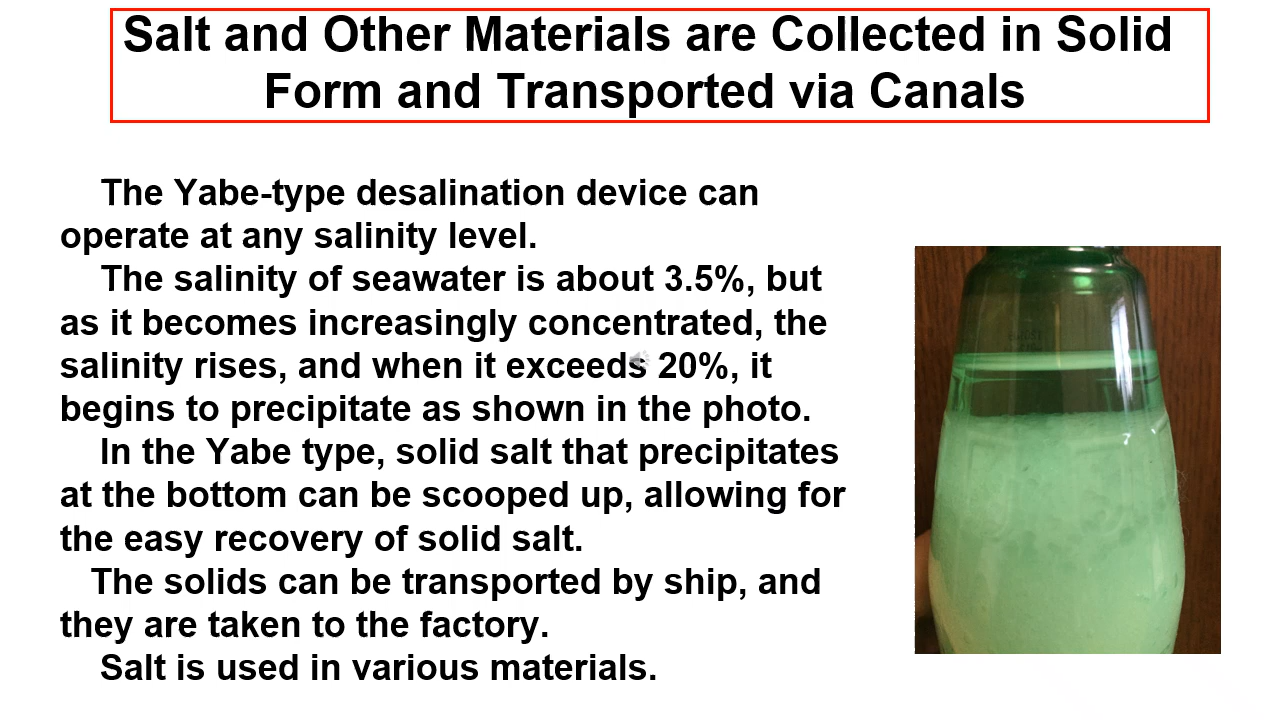 Salt and Other Materials are Collected in Solid
Form and Transported via Canals
The Yabe-type desalination device can
operate at any salinity level.
The salinity of seawater is about 3.5%, but
as it becomes increasingly concentrated, the
salinity rises, and when it exceeds 20%, it
begins to precipitate as shown in the photo.
In the Yabe type, solid salt that precipitates
at the bottom can be scooped up, allowing for
the easy recovery of solid salt.
The solids can be transported by ship, and
they are taken to the factory.
Salt is used in various materials.